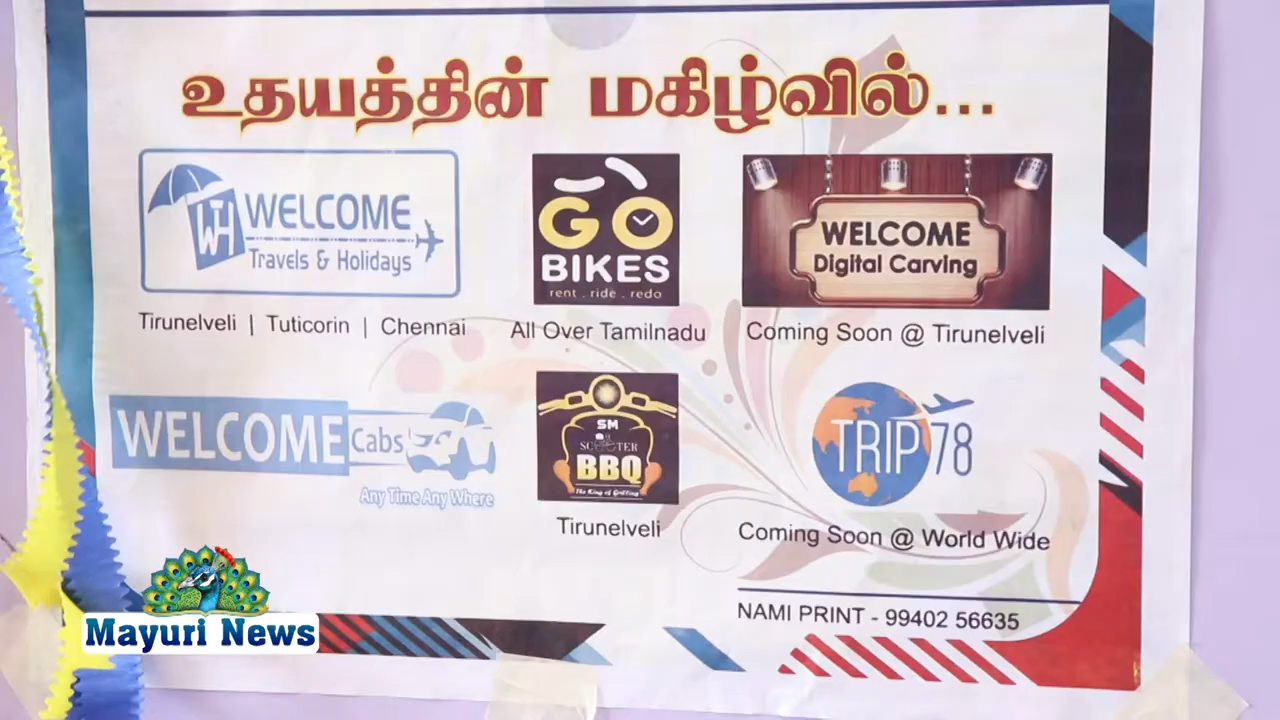 உதயத்தின் மகிழ்வில்...
WTH WELCOME
Travels & Holidays
Tirunelveli | Tuticorin | Chennai
GO
BIKES
rent . ride . redo
All Over Tamilnadu
WELCOME
Digital Carving
Coming Soon @ Tirunelveli
WELCOME Cabs
Any Time Any Where
SM
SCOOTER
BBQ
The King of Grilling
Tirunelveli
TRIP 78
Coming Soon @ World Wide
NAMI PRINT - 99402 56635
Mayuri News